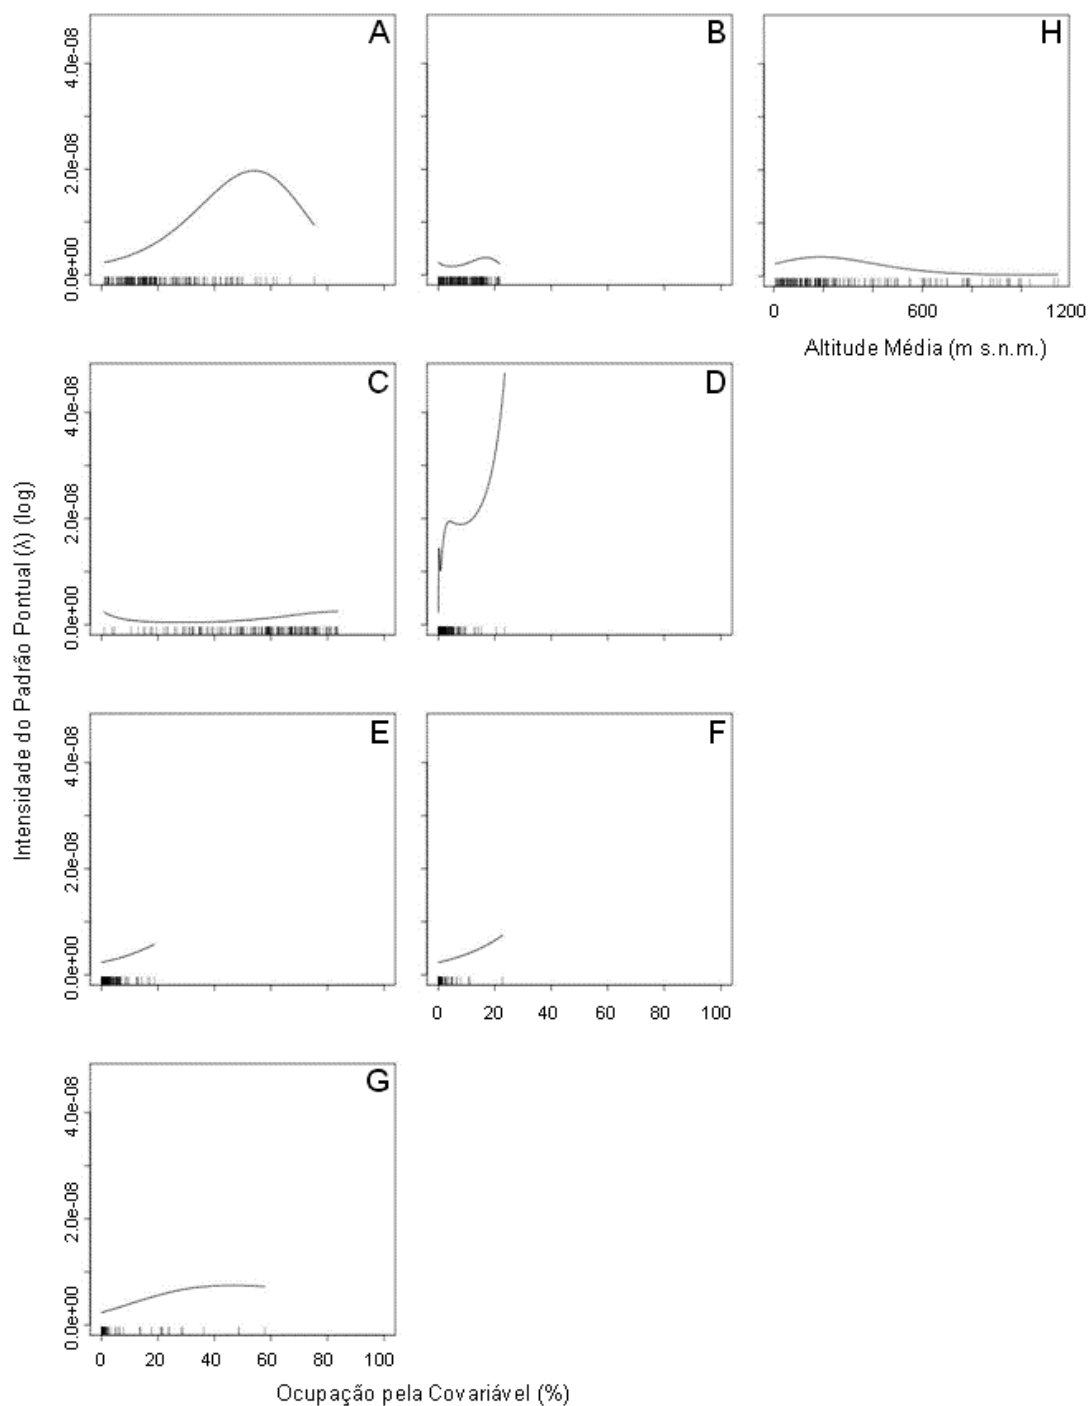 A
B
H
4.0e-08
2.0e-08
0.0e+00
0
600
1200
Altitude Média (m s.n.m.)
C
D
4.0e-08
2.0e-08
0.0e+00
Intensidade do Padrão Pontual (λ) (log)
E
F
4.0e-08
2.0e-08
0.0e+00
0
20
40
60
80
100
G
4.0e-08
2.0e-08
0.0e+00
0
20
40
60
80
100
Ocupação pela Covariável (%)